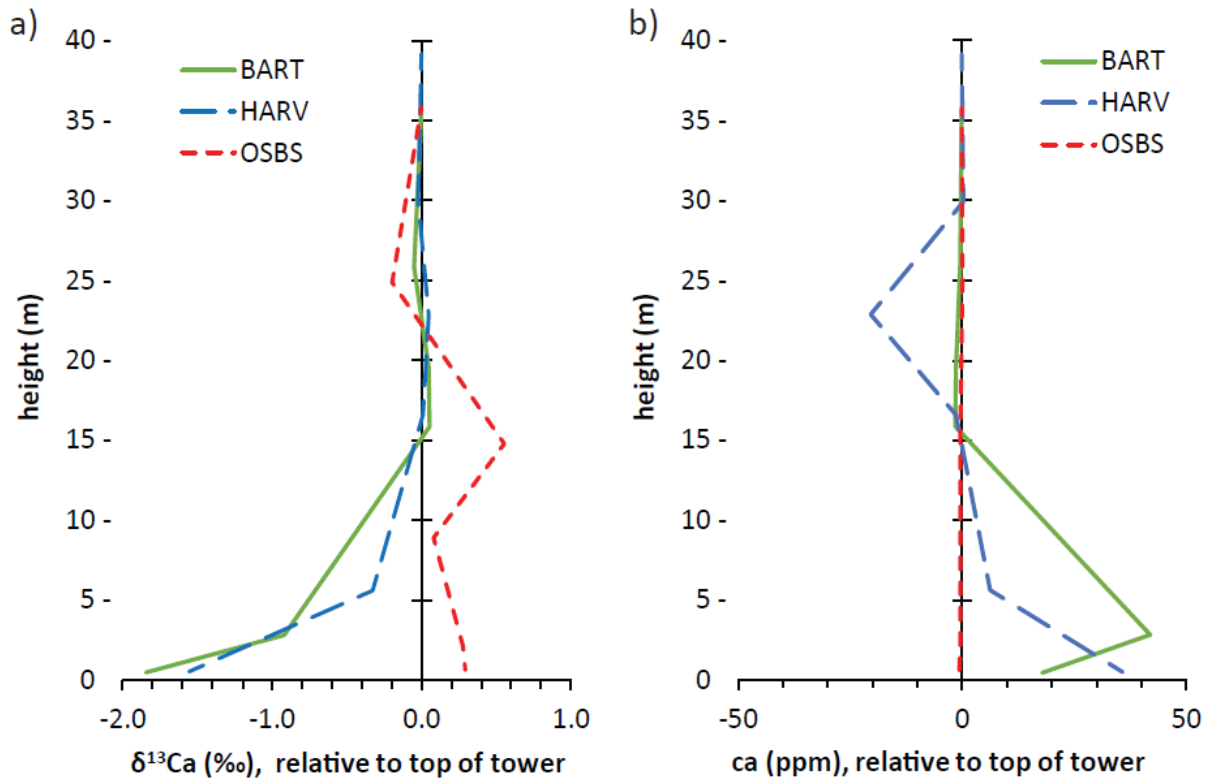 a)
40 -
35 -
30 -
25 -
20 -
15 -
10 -
5 -
0
height (m)
BART
HARV
OSBS
-2.0 -1.0 0.0 1.0
δ¹³Ca (‰), relative to top of tower
b)
40 -
35 -
30 -
25 -
20 -
15 -
10 -
5 -
0
height (m)
BART
HARV
OSBS
-50 0 50
ca (ppm), relative to top of tower